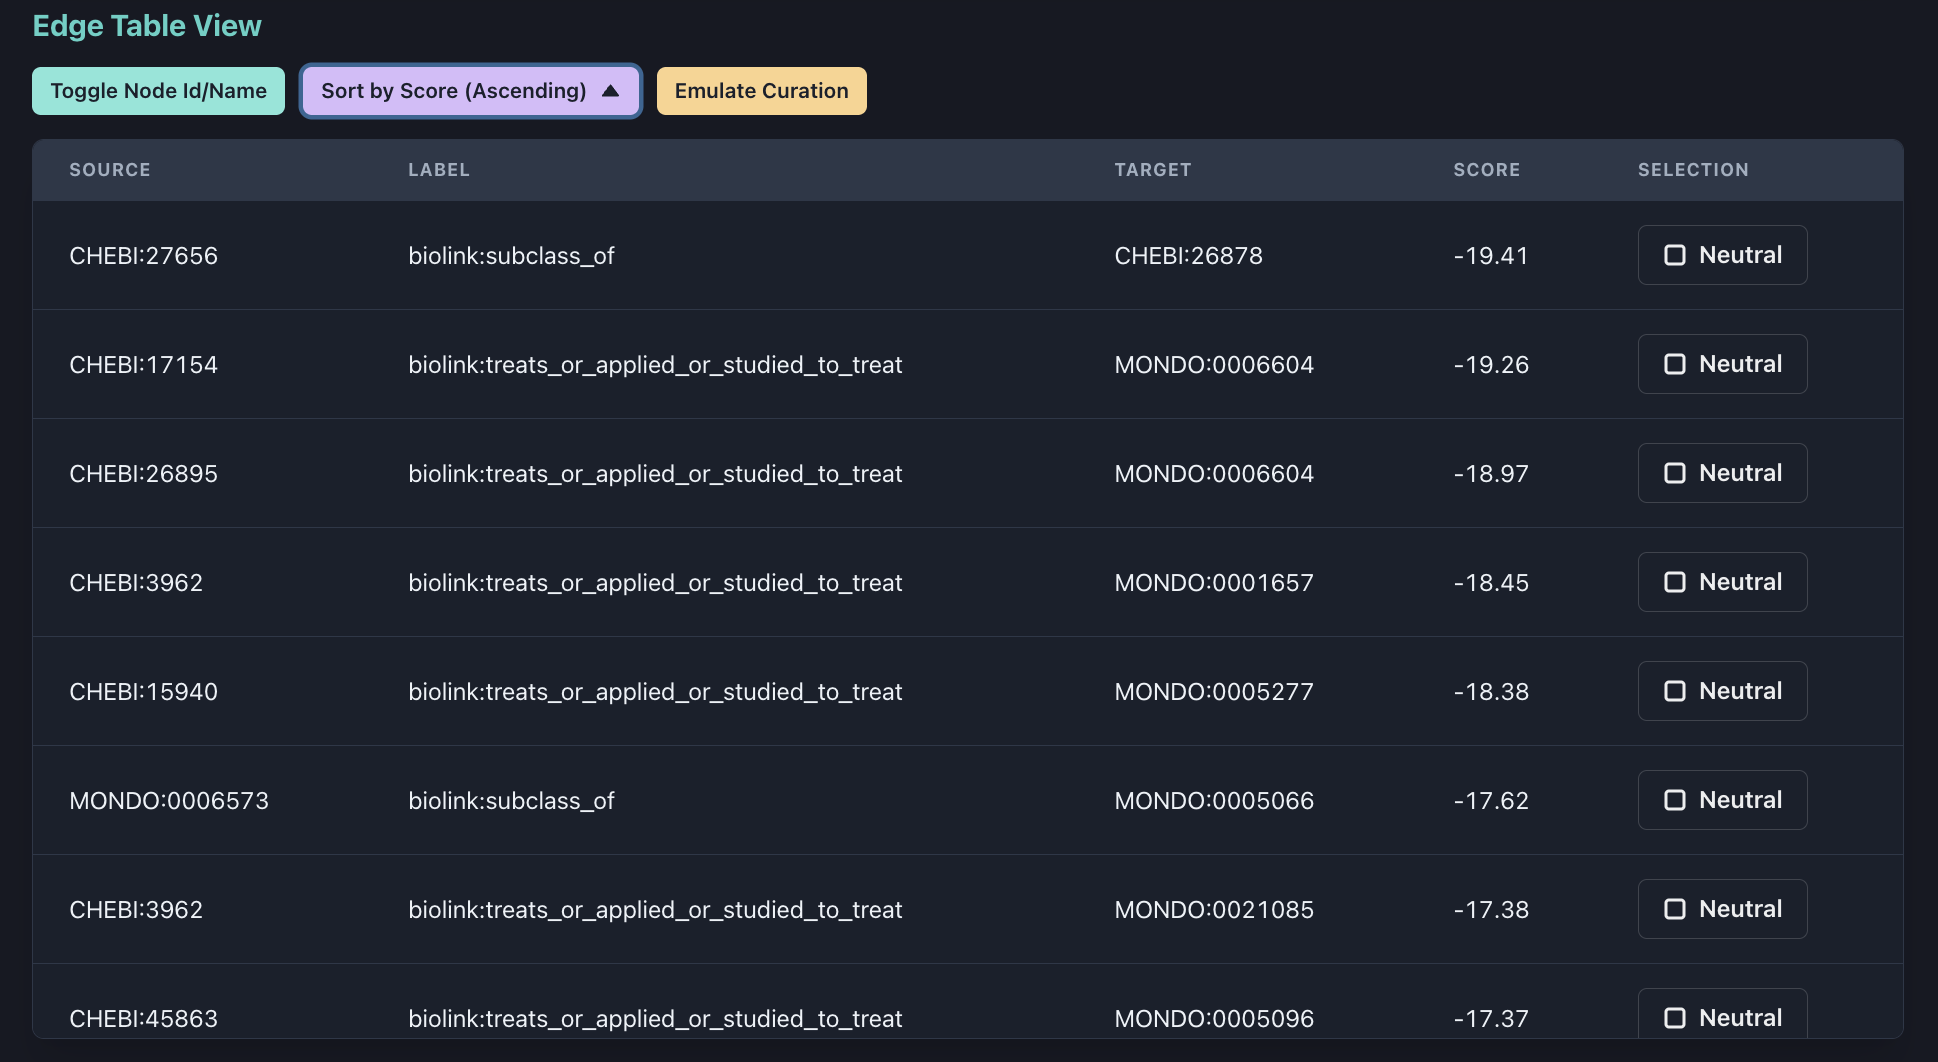 Edge Table View
Toggle Node Id/Name Sort by Score (Ascending) ▲ Emulate Curation
SOURCE LABEL TARGET SCORE SELECTION
CHEBI:27656 biolink:subclass_of CHEBI:26878 -19.41 Neutral
CHEBI:17154 biolink:treats_or_applied_or_studied_to_treat MONDO:0006604 -19.26 Neutral
CHEBI:26895 biolink:treats_or_applied_or_studied_to_treat MONDO:0006604 -18.97 Neutral
CHEBI:3962 biolink:treats_or_applied_or_studied_to_treat MONDO:0001657 -18.45 Neutral
CHEBI:15940 biolink:treats_or_applied_or_studied_to_treat MONDO:0005277 -18.38 Neutral
MONDO:0006573 biolink:subclass_of MONDO:0005066 -17.62 Neutral
CHEBI:3962 biolink:treats_or_applied_or_studied_to_treat MONDO:0021085 -17.38 Neutral
CHEBI:45863 biolink:treats_or_applied_or_studied_to_treat MONDO:0005096 -17.37 Neutral